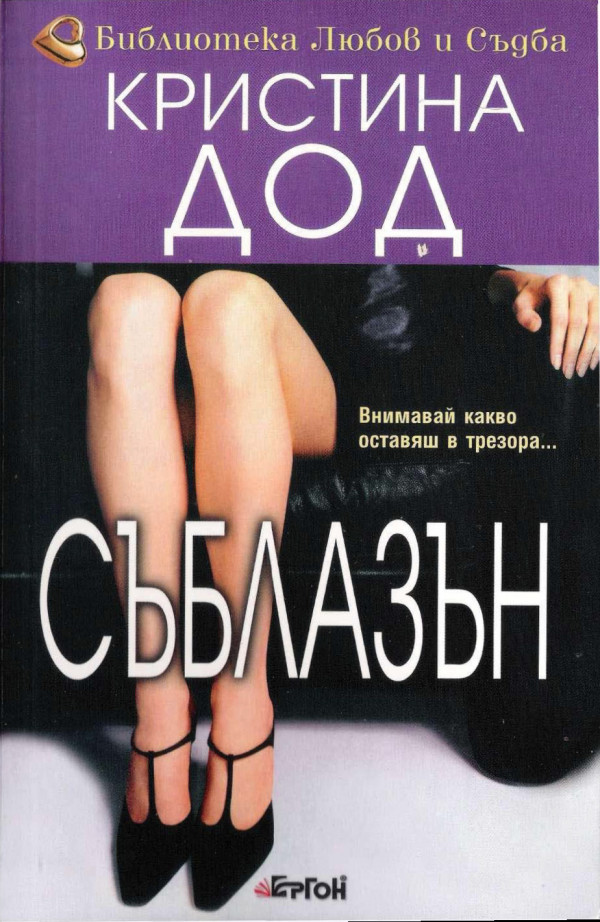 Библиотека Любов и Съдба
КРИСТИНА
ДОД
Внимавай какво
оставяш в трезора...
СЪБЛАЗЪН
ЕРГОН